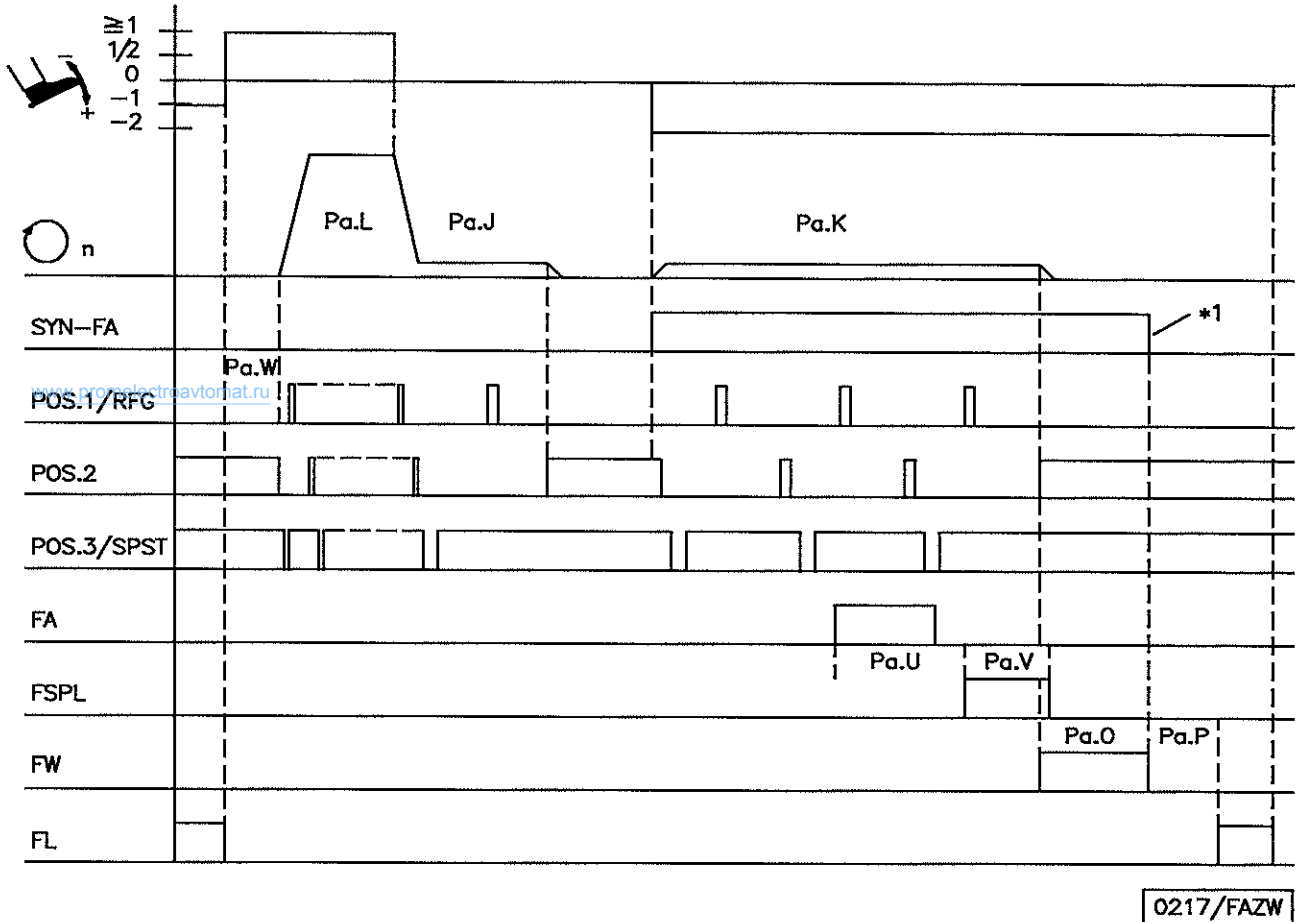 ≧1
1/2
0
−1
−2
−
+
n
Pa.L
Pa.J
Pa.K
SYN−FA
*1
Pa.W
www.promelectroavtomat.ru
POS.1/RFG
POS.2
POS.3/SPST
FA
Pa.U
Pa.V
FSPL
Pa.O
Pa.P
FW
FL
0217/FAZW